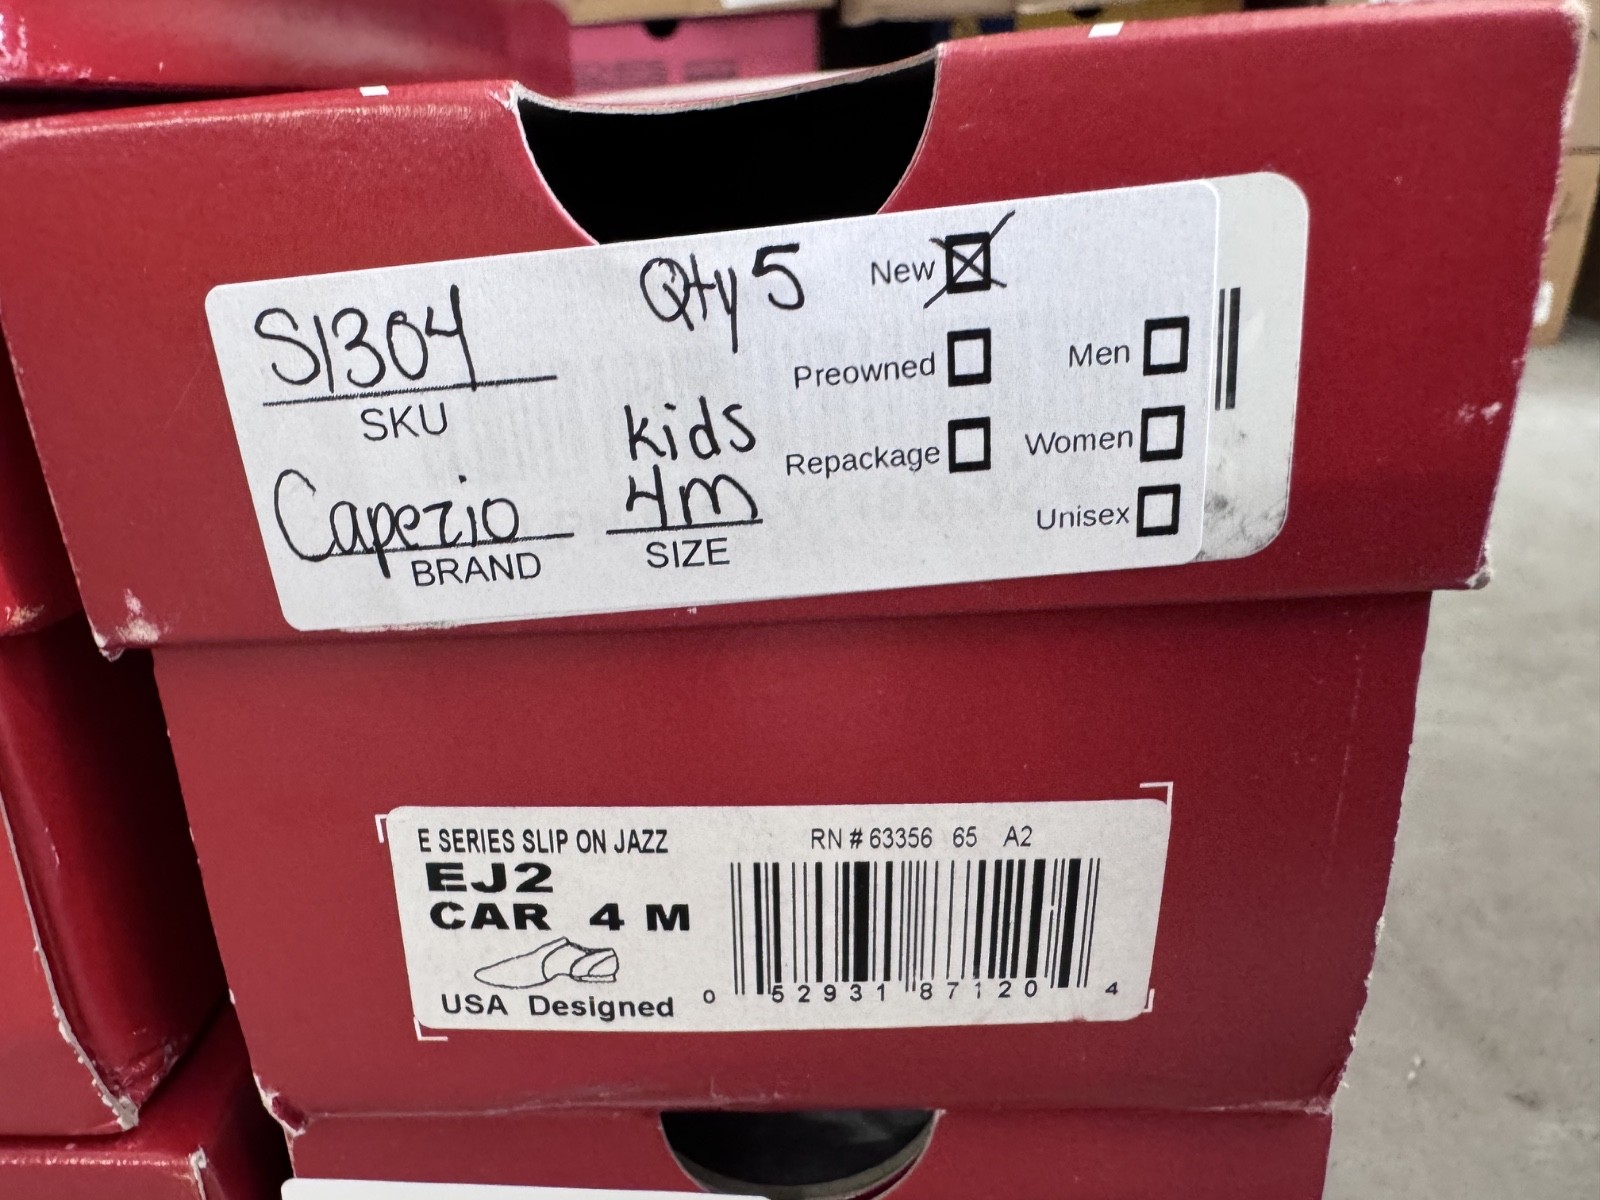 S1304
SKU
Qty 5
kids
4M
SIZE
Capezio
BRAND
New
Preowned
Repackage
Men
Women
Unisex
E SERIES SLIP ON JAZZ
EJ2
CAR 4 M
USA Designed
RN # 63356 65 A2
0 52931 87120 4